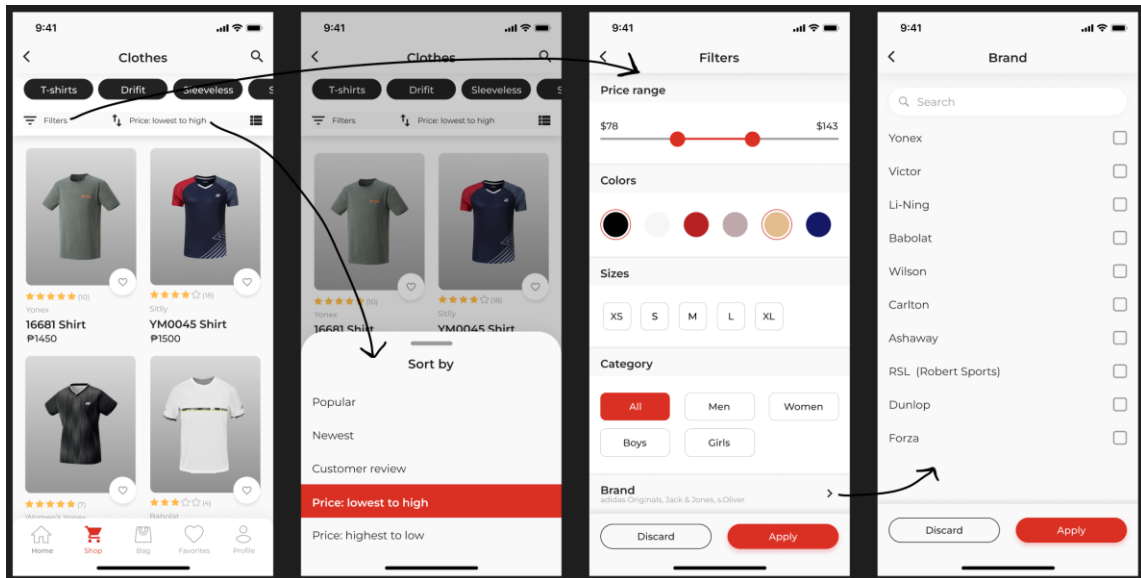 9:41
Clothes
T-shirts Drifit Sleeveless S
Filters Price: lowest to high
(10)
Yonex
16681 Shirt
₱1450
(18)
Sitlly
YM0045 Shirt
₱1500
(7)
Women's Yonex
(4)
Babolat
Home Shop Bag Favorites Profile
9:41
Clothes
T-shirts Drifit Sleeveless S
Filters Price: lowest to high
(10)
Yonex
16681 Shirt
(18)
Sitlly
YM0045 Shirt
Sort by
Popular
Newest
Customer review
Price: lowest to high
Price: highest to low
9:41
Filters
Price range
$78 $143
Colors
Sizes
XS S M L XL
Category
All Men Women
Boys Girls
Brand
adidas Originals, Jack & Jones, s.Oliver
Discard Apply
9:41
Brand
Search
Yonex
Victor
Li-Ning
Babolat
Wilson
Carlton
Ashaway
RSL (Robert Sports)
Dunlop
Forza
Discard Apply